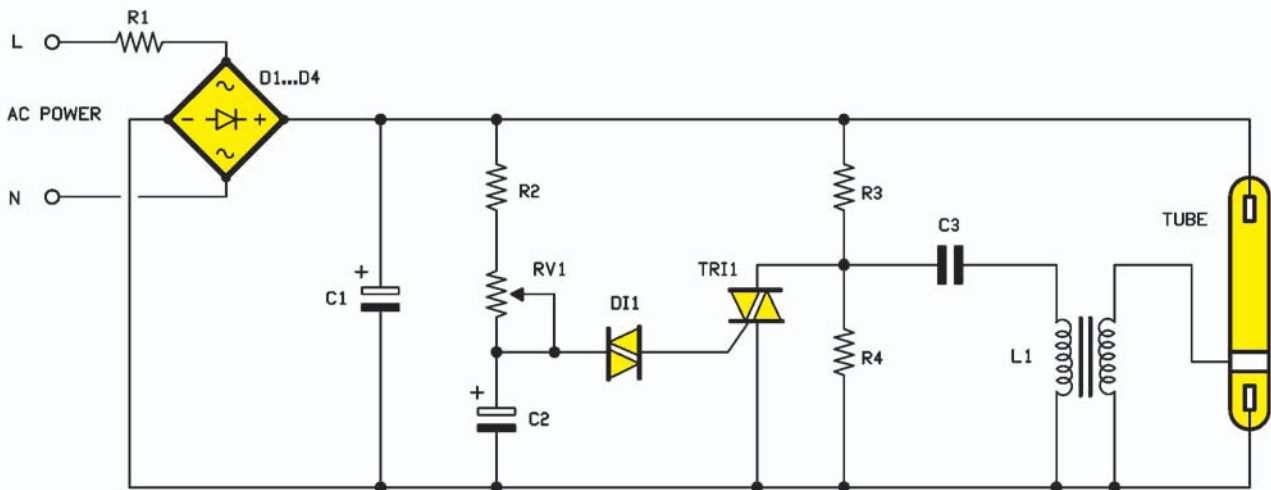 R1
L
D1...D4
AC POWER
N
R2
RV1
C1
+
C2
+
DI1
TRI1
R3
R4
C3
L1
TUBE
- +